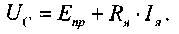 U_C = E_пр + R_я · I_я.